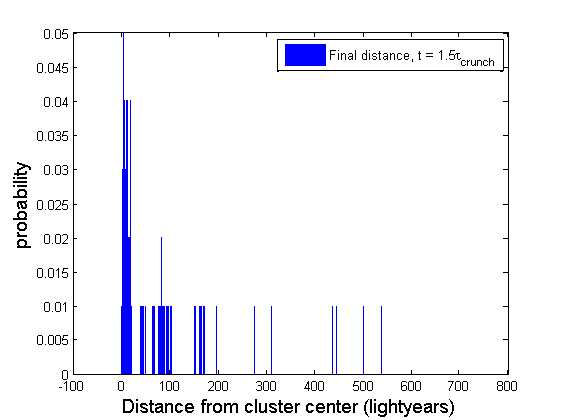 0.05
0.045
0.04
0.035
0.03
0.025
0.02
0.015
0.01
0.005
0
probability
Final distance, t = 1.5τcrunch
-100 0 100 200 300 400 500 600 700 800
Distance from cluster center (lightyears)